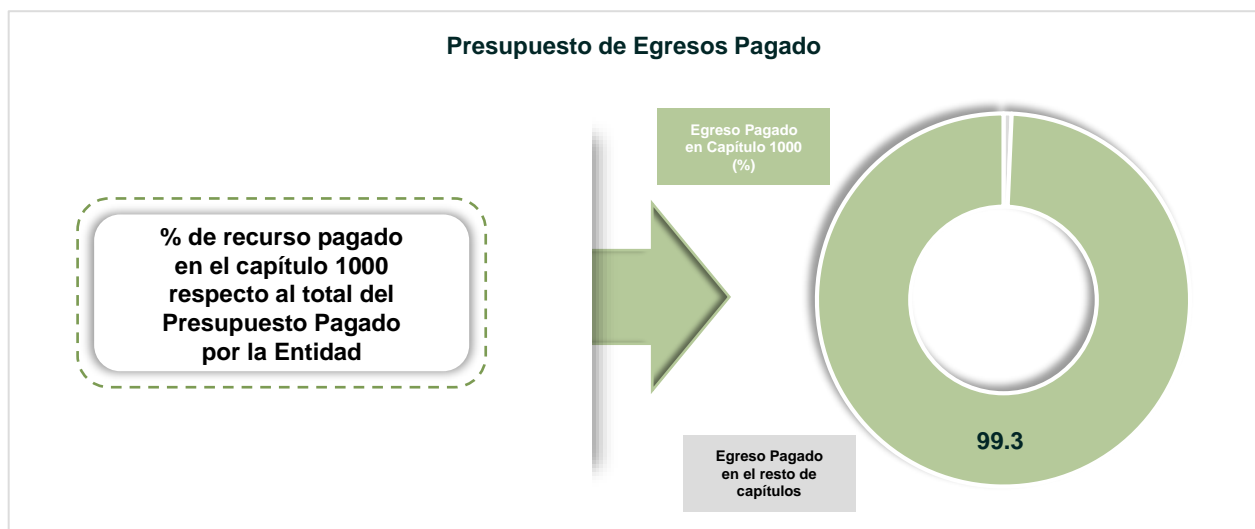 Presupuesto de Egresos Pagado
% de recurso pagado
en el capítulo 1000
respecto al total del
Presupuesto Pagado
por la Entidad
Egreso Pagado
en Capítulo 1000
(%)
99.3
Egreso Pagado
en el resto de
capítulos